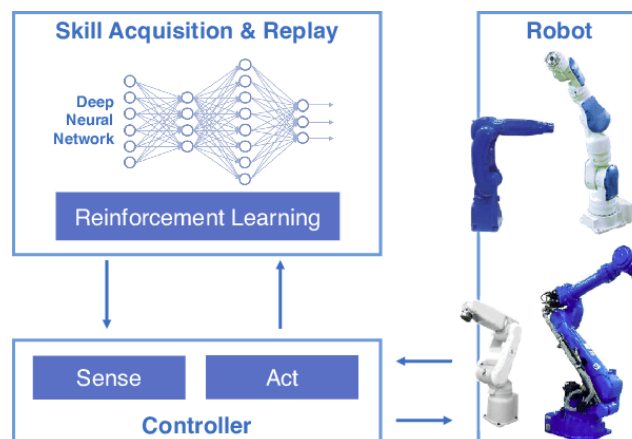 Skill Acquisition & Replay
Deep
Neural
Network
Reinforcement Learning
Robot
Sense
Act
Controller